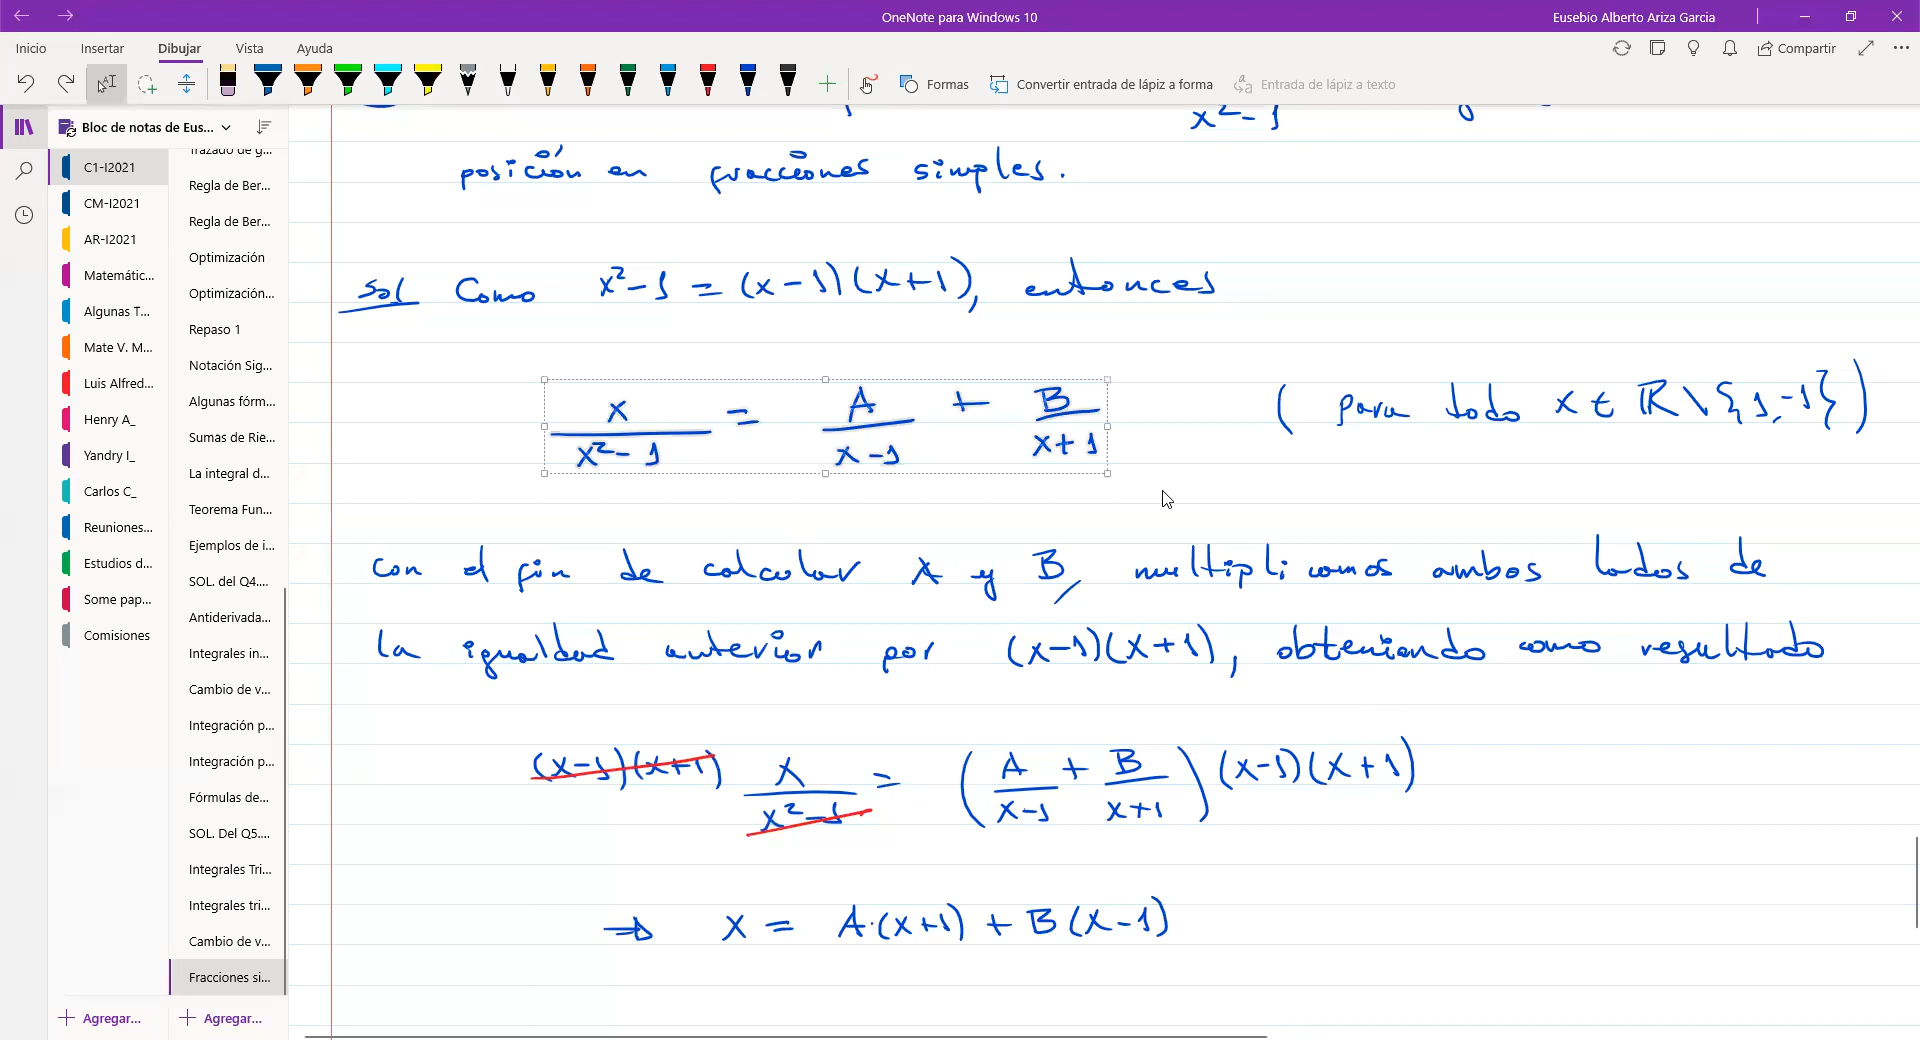 OneNote para Windows 10
Eusebio Alberto Ariza Garcia
Inicio Insertar Dibujar Vista Ayuda
Compartir
Formas
Convertir entrada de lápiz a forma
Entrada de lápiz a texto
Bloc de notas de Eus...
C1-I2021
CM-I2021
AR-I2021
Matemátic...
Algunas T...
Mate V. M...
Luis Alfred...
Henry A_
Yandry I_
Carlos C_
Reuniones...
Estudios d...
Some pap...
Comisiones
Agregar...
Trazado de g...
Regla de Ber...
Regla de Ber...
Optimización
Optimización...
Repaso 1
Notación Sig...
Algunas fórm...
Sumas de Rie...
La integral d...
Teorema Fun...
Ejemplos de i...
SOL. del Q4....
Antiderivada...
Integrales in...
Cambio de v...
Integración p...
Integración p...
Fórmulas de...
SOL. Del Q5....
Integrales Tri...
Integrales tri...
Cambio de v...
Fracciones si...
Agregar...
x²-1
posición en fracciones simples.
Sol Como x²-1 = (x-1)(x+1), entonces
x/(x²-1) = A/(x-1) + B/(x+1) (para todo x ∈ ℝ\{1,-1})
con el fin de calcular A y B, multiplicamos ambos lados de
la igualdad anterior por (x-1)(x+1), obteniendo como resultado
(x-1)(x+1) x/(x²-1) = (A/(x-1) + B/(x+1))(x-1)(x+1)
⇒ x = A·(x+1) + B(x-1)